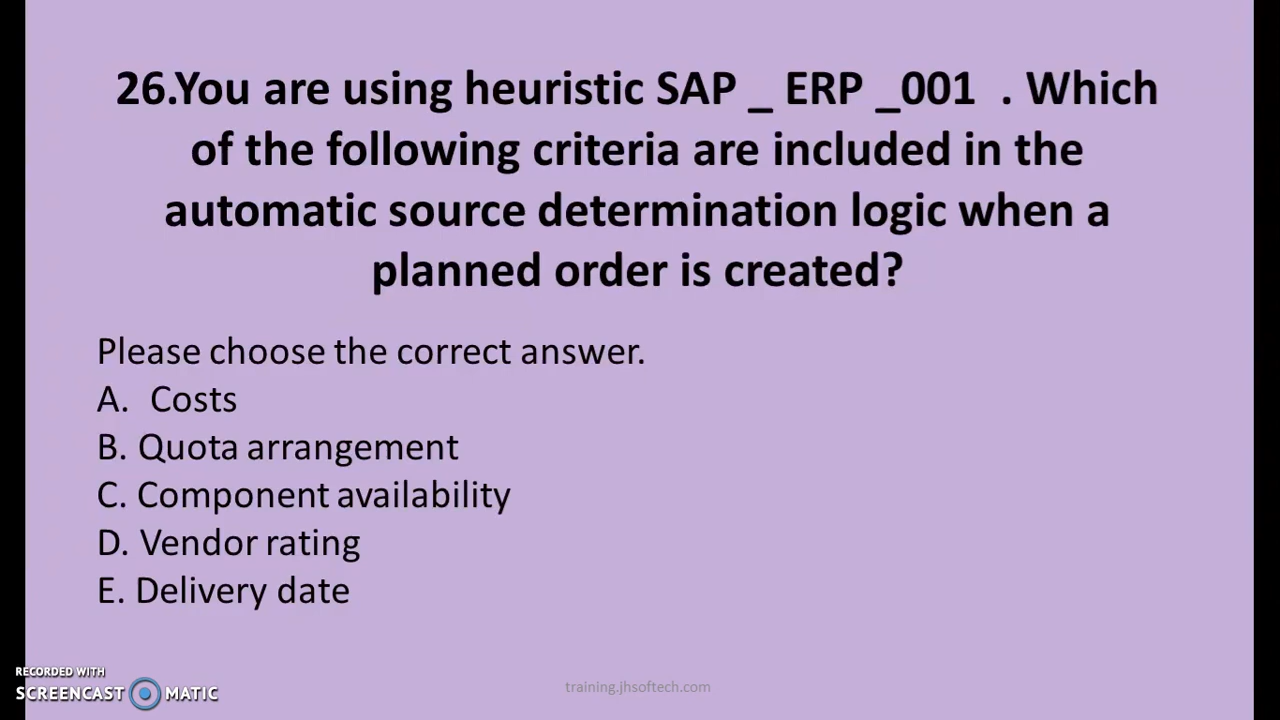 26.You are using heuristic SAP _ ERP _001 . Which
of the following criteria are included in the
automatic source determination logic when a
planned order is created?
Please choose the correct answer.
A. Costs
B. Quota arrangement
C. Component availability
D. Vendor rating
E. Delivery date
RECORDED WITH
SCREENCAST MATIC
training.jhsoftech.com